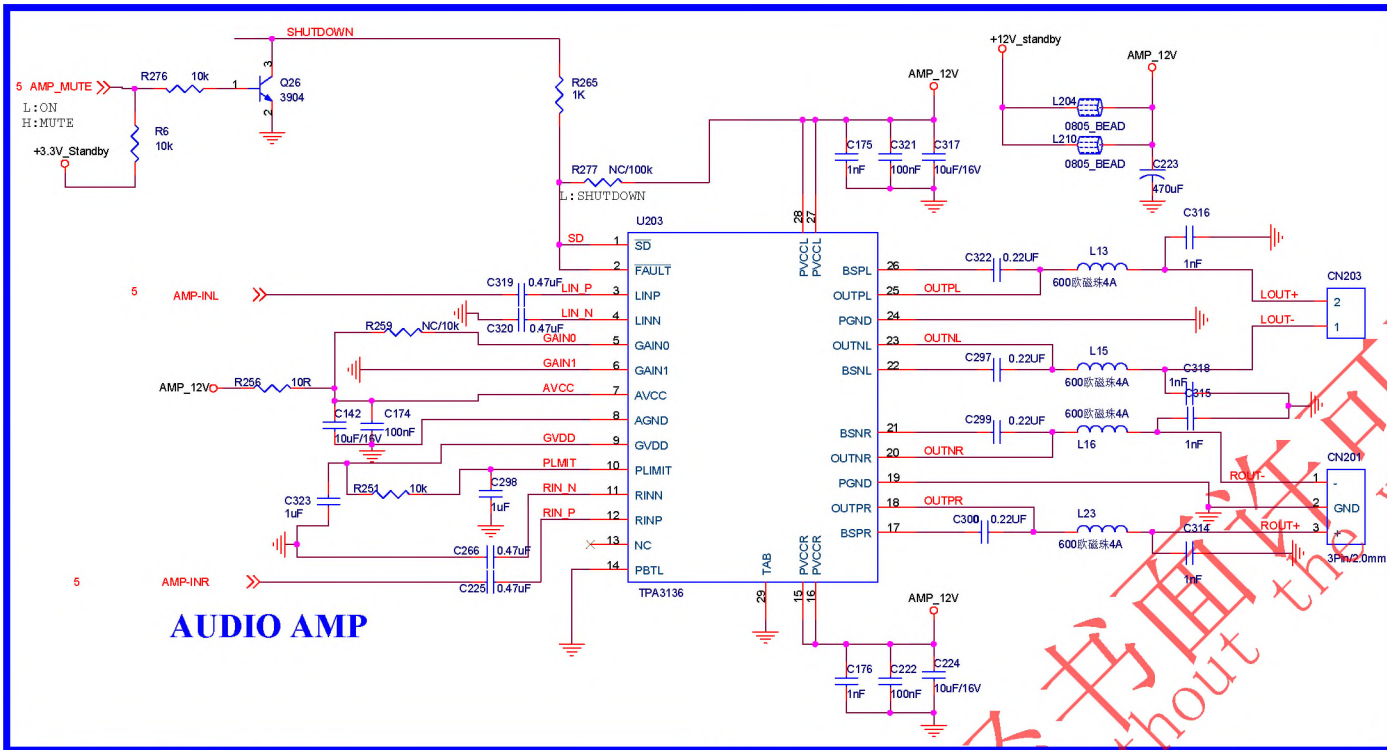 SHUTDOWN
5 AMP_MUTE
R276 10k
1
3
2
Q26
3904
L:ON
H:MUTE
R6
10k
+3.3V_Standby
R265
1K
R277 NC/100k
L:SHUTDOWN
AMP_12V
C175
1nF
C321
100nF
C317
10uF/16V
+12V_standby
AMP_12V
L204
0805_BEAD
L210
0805_BEAD
C223
470uF
U203
28
27
PVCCL
PVCCL
SD 1 SD
2 FAULT
5 AMP-INL
C319 0.47uF LIN_P 3 LINP
C320 0.47uF LIN_N 4 LINN
R259 NC/10k GAIN0 5 GAIN0
GAIN1 6 GAIN1
AMP_12V R256 10R AVCC 7 AVCC
C142
10uF/16V
C174
100nF
8 AGND
GVDD 9 GVDD
PLMIT 10 PLIMIT
R251 10k
C298
1uF
C323
1uF
RIN_N 11 RINN
RIN_P 12 RINP
13 NC
14 PBTL
C266 0.47uF
5 AMP-INR
C225 0.47uF
TPA3136
AUDIO AMP
BSPL 26
C322 0.22UF
L13
600欧磁珠4A
C316
1nF
OUTPL 25 OUTPL
PGND 24
OUTNL 23 OUTNL
BSNL 22
C297 0.22UF
L15
600欧磁珠4A
LOUT+
LOUT-
CN203
2
1
1nF
C318
C315
1nF
BSNR 21
C299 0.22UF
600欧磁珠4A
L16
OUTNR 20 OUTNR
PGND 19
OUTPR 18 OUTPR
BSPR 17
C300 0.22UF
L23
600欧磁珠4A
ROUT-
ROUT+
C314
1nF
CN201
1 -
2 GND
3 +
3Pin/2.0mm
TAB
29
PVCCR
PVCCR
15
16
AMP_12V
C176
1nF
C222
100nF
C224
10uF/16V
书面许
the